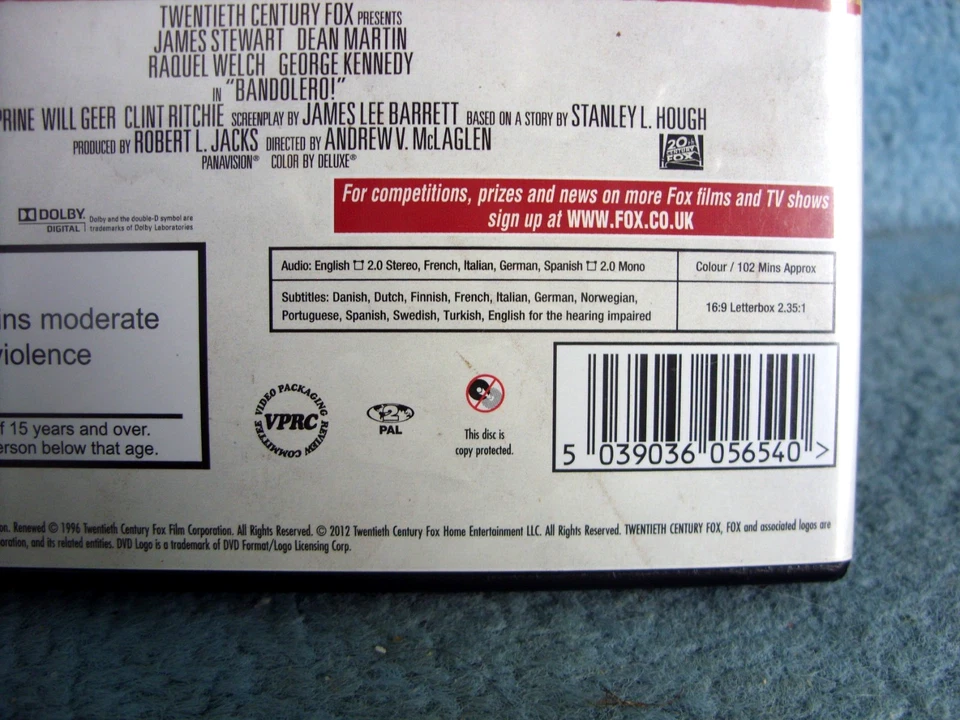 TWENTIETH CENTURY FOX PRESENTS
JAMES STEWART DEAN MARTIN
RAQUEL WELCH GEORGE KENNEDY
IN "BANDOLERO!"
PRINE WILL GEER CLINT RITCHIE SCREENPLAY BY JAMES LEE BARRETT BASED ON A STORY BY STANLEY L. HOUGH
PRODUCED BY ROBERT L. JACKS DIRECTED BY ANDREW V. McLAGLEN
PANAVISION® COLOR BY DELUXE®
20th CENTURY FOX
For competitions, prizes and news on more Fox films and TV shows
sign up at WWW.FOX.CO.UK
DOLBY DIGITAL
Dolby and the double-D symbol are
trademarks of Dolby Laboratories
Audio: English 2.0 Stereo, French, Italian, German, Spanish 2.0 Mono
Colour / 102 Mins Approx
Subtitles: Danish, Dutch, Finnish, French, Italian, German, Norwegian,
Portuguese, Spanish, Swedish, Turkish, English for the hearing impaired
16:9 Letterbox 2.35:1
ins moderate
violence
f 15 years and over.
erson below that age.
VIDEO PACKAGING REVIEW COMMITTEE
VPRC
2
PAL
This disc is
copy protected.
5 039036 056540 >
on. Renewed © 1996 Twentieth Century Fox Film Corporation. All Rights Reserved. © 2012 Twentieth Century Fox Home Entertainment LLC. All Rights Reserved. TWENTIETH CENTURY FOX, FOX and associated logos are
oration, and its related entities. DVD Logo is a trademark of DVD Format/Logo Licensing Corp.